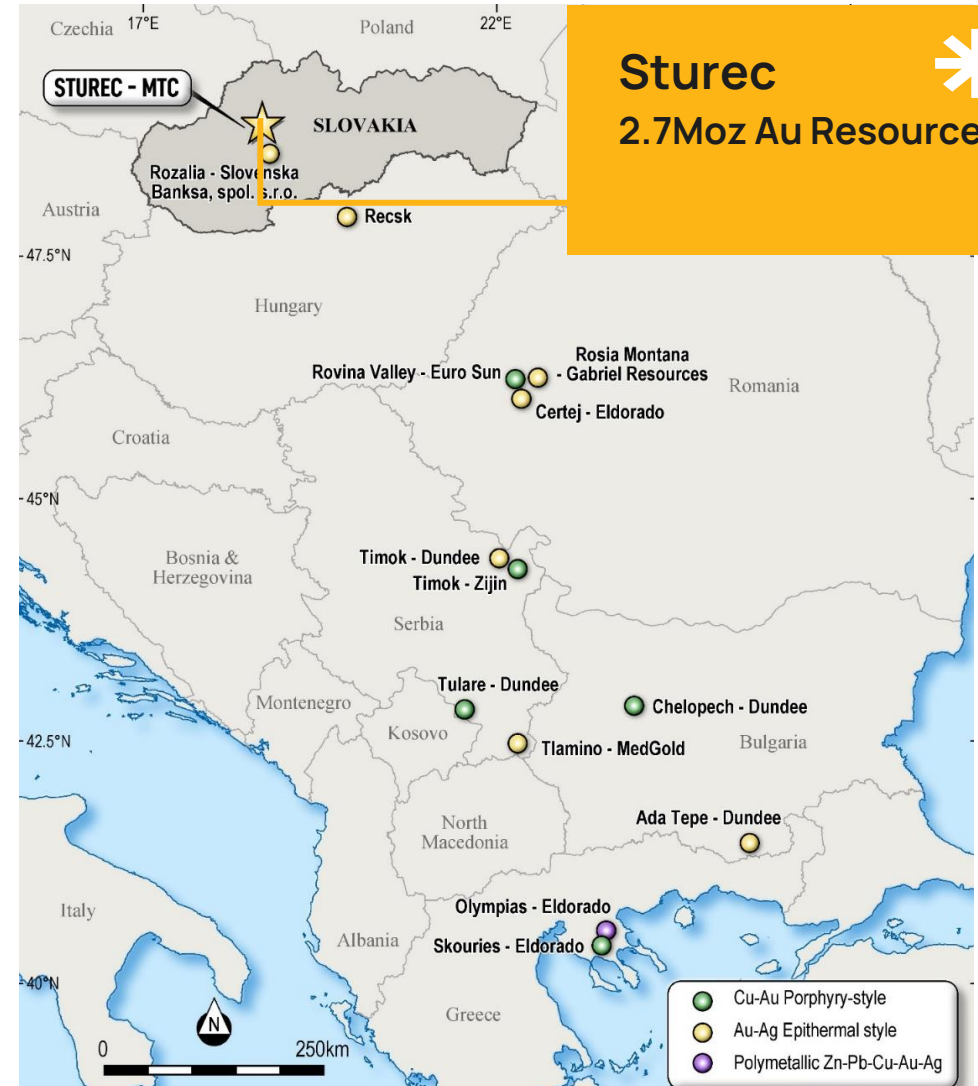 Czechia
17°E
Poland
22°E
Sturec
2.7Moz Au Resource
STUREC - MTC
SLOVAKIA
Rozalia - Slovenska
Banksa, spol. s.r.o.
Austria
Recsk
47.5°N
Hungary
Rovina Valley - Euro Sun
Rosia Montana
- Gabriel Resources
Certej - Eldorado
Romania
Croatia
45°N
Bosnia &
Herzegovina
Timok - Dundee
Timok - Zijin
Serbia
Tulare - Dundee
Montenegro
Kosovo
Chelopech - Dundee
42.5°N
Tlamino - MedGold
Bulgaria
Ada Tepe - Dundee
North
Macedonia
Italy
Albania
Olympias - Eldorado
Skouries - Eldorado
40°N
Greece
N
0
250km
Cu-Au Porphyry-style
Au-Ag Epithermal style
Polymetallic Zn-Pb-Cu-Au-Ag